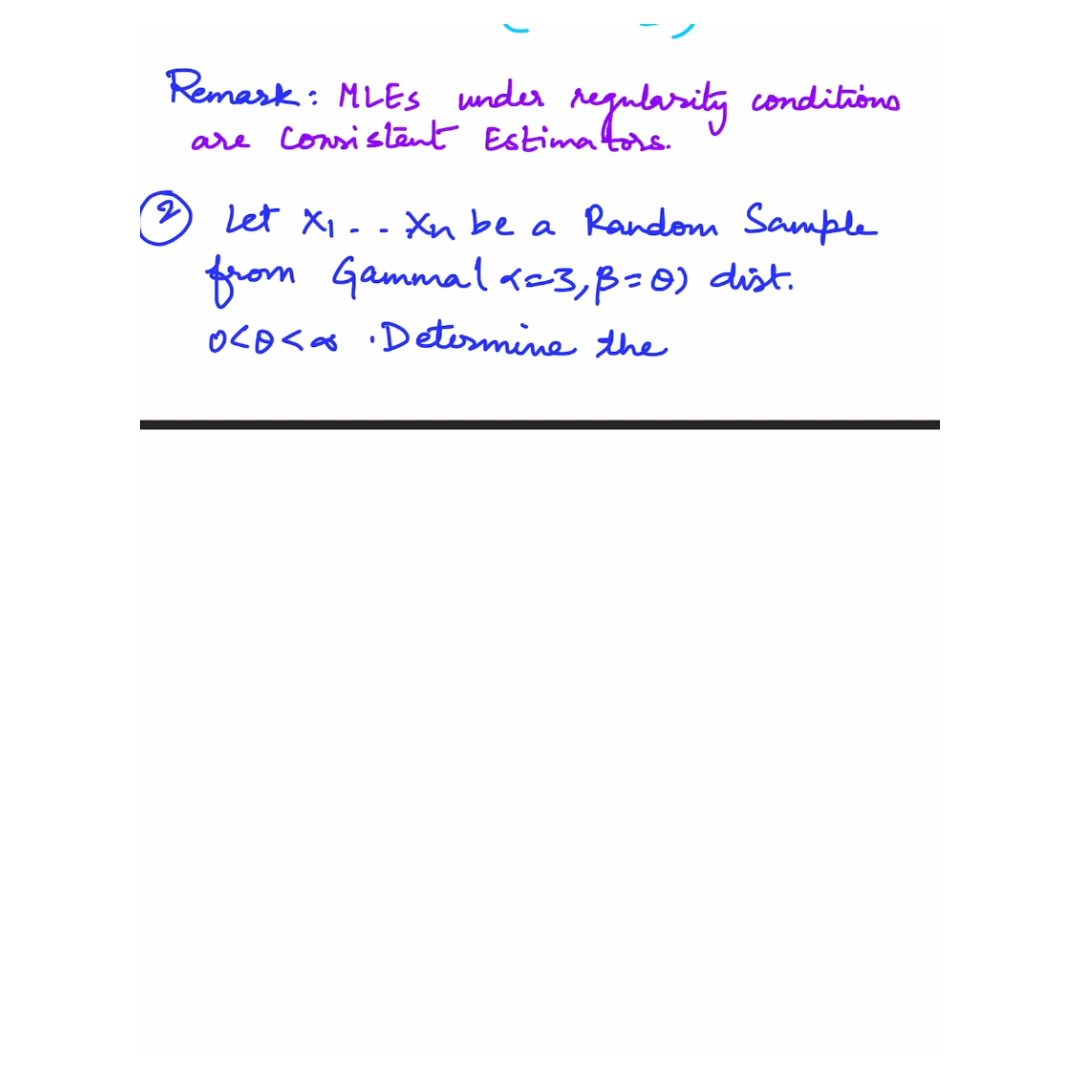 Remark: MLEs under regularity conditions
are Consistent Estimators.
② Let X₁ - - Xn be a Random Sample
from Gamma(α=3, β=θ) dist.
0<θ<∞. Determine the